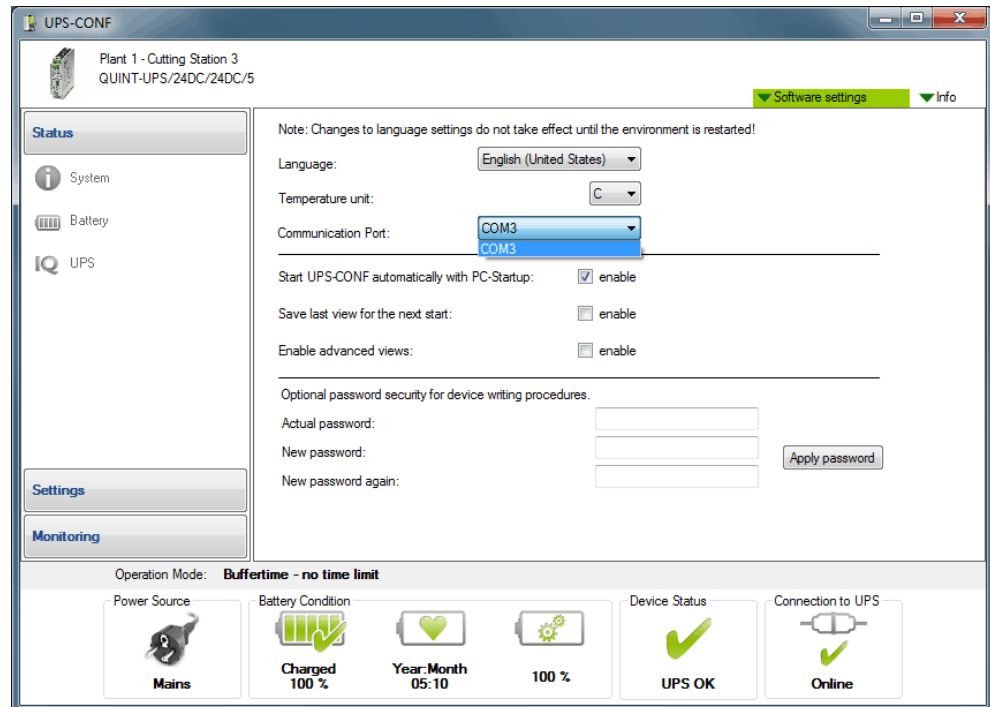 UPS-CONF
Plant 1 - Cutting Station 3
QUINT-UPS/24DC/24DC/5
Software settings
Info
Status
System
Battery
IQ UPS
Settings
Monitoring
Note: Changes to language settings do not take effect until the environment is restarted!
Language: English (United States)
Temperature unit: C
Communication Port: COM3
COM3
Start UPS-CONF automatically with PC-Startup: enable
Save last view for the next start: enable
Enable advanced views: enable
Optional password security for device writing procedures.
Actual password:
New password:
Apply password
New password again:
Operation Mode: Buffertime - no time limit
Power Source
Mains
Battery Condition
Charged
100 %
Year:Month
05:10
100 %
Device Status
UPS OK
Connection to UPS
Online